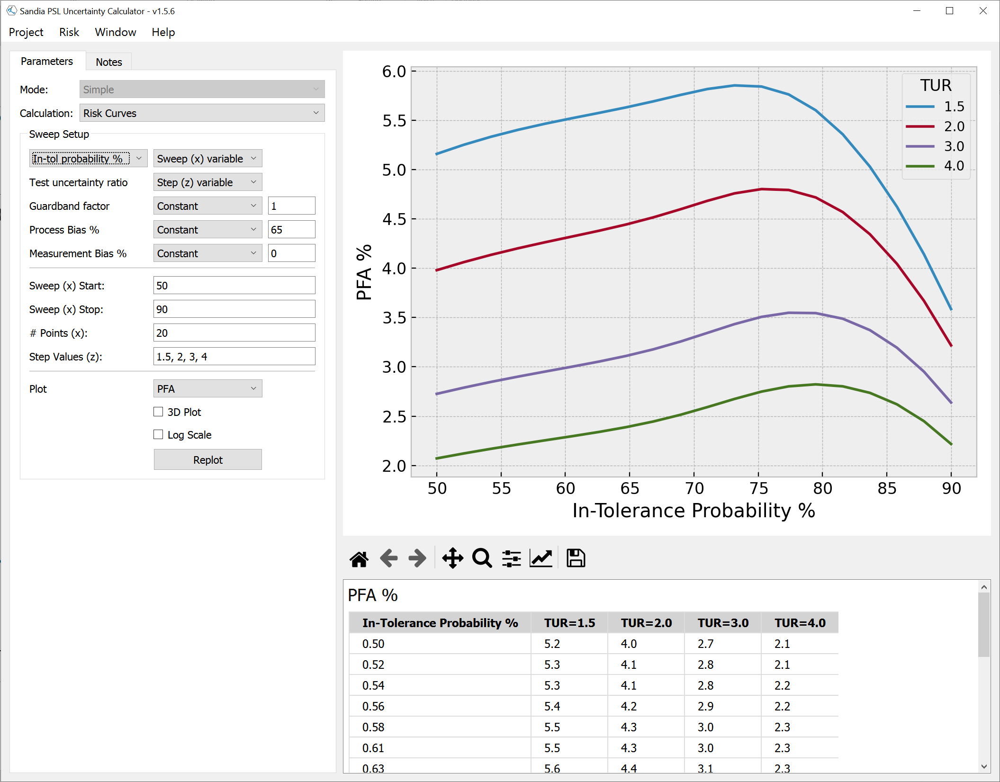 Sandia PSL Uncertainty Calculator - v1.5.6
Project Risk Window Help
Parameters Notes
Mode: Simple
Calculation: Risk Curves
Sweep Setup
In-tol probability % Sweep (x) variable
Test uncertainty ratio Step (z) variable
Guardband factor Constant 1
Process Bias % Constant 65
Measurement Bias % Constant 0
Sweep (x) Start: 50
Sweep (x) Stop: 90
# Points (x): 20
Step Values (z): 1.5, 2, 3, 4
Plot PFA
3D Plot
Log Scale
Replot
6.0
5.5
5.0
4.5
4.0
3.5
3.0
2.5
2.0
PFA %
TUR
1.5
2.0
3.0
4.0
50 55 60 65 70 75 80 85 90
In-Tolerance Probability %
PFA %
In-Tolerance Probability % TUR=1.5 TUR=2.0 TUR=3.0 TUR=4.0
0.50 5.2 4.0 2.7 2.1
0.52 5.3 4.1 2.8 2.1
0.54 5.3 4.1 2.8 2.2
0.56 5.4 4.2 2.9 2.2
0.58 5.5 4.3 3.0 2.3
0.61 5.5 4.3 3.0 2.3
0.63 5.6 4.4 3.1 2.3